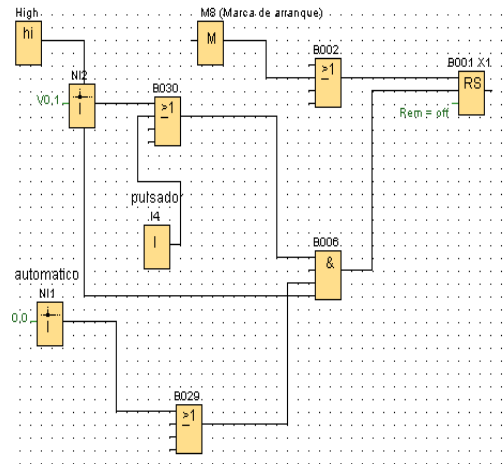 High
hi
M8 (Marca de arranque)
M
B002
>1
B001 X1
RS
Rem = off
NI2
V0.1
I
B030
>1
pulsado
I4
I
B006
&
automatico
NI1
0.0
I
B029
>1